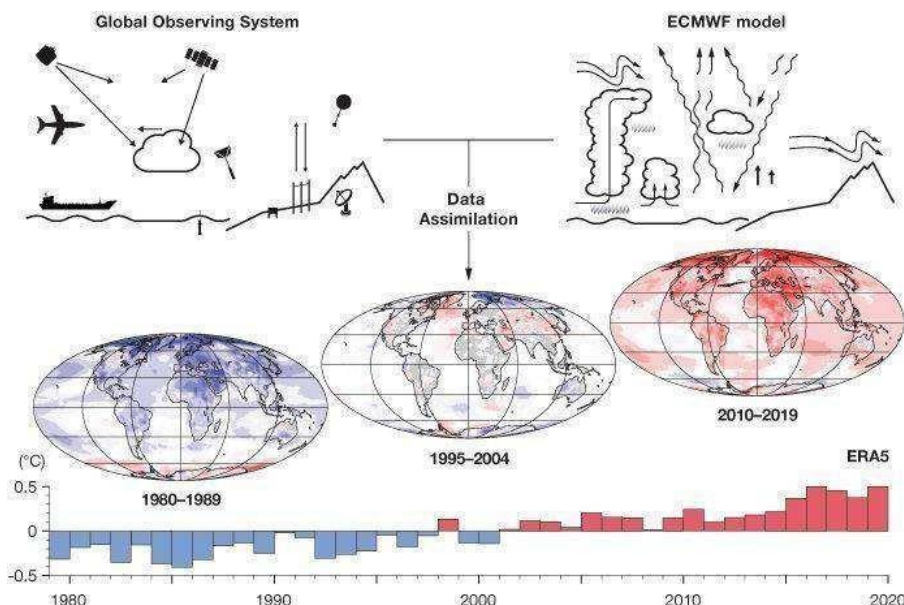 Global Observing System
ECMWF model
Data
Assimilation
2010–2019
1995–2004
1980–1989
ERA5
(°C)
0.5
0
-0.5
1980
1990
2000
2010
2020